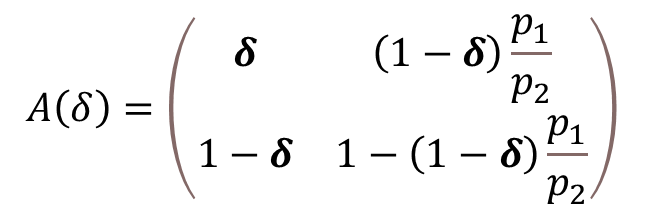 A(δ) = ( δ (1 − δ) p₁/p₂
1 − δ 1 − (1 − δ) p₁/p₂ )